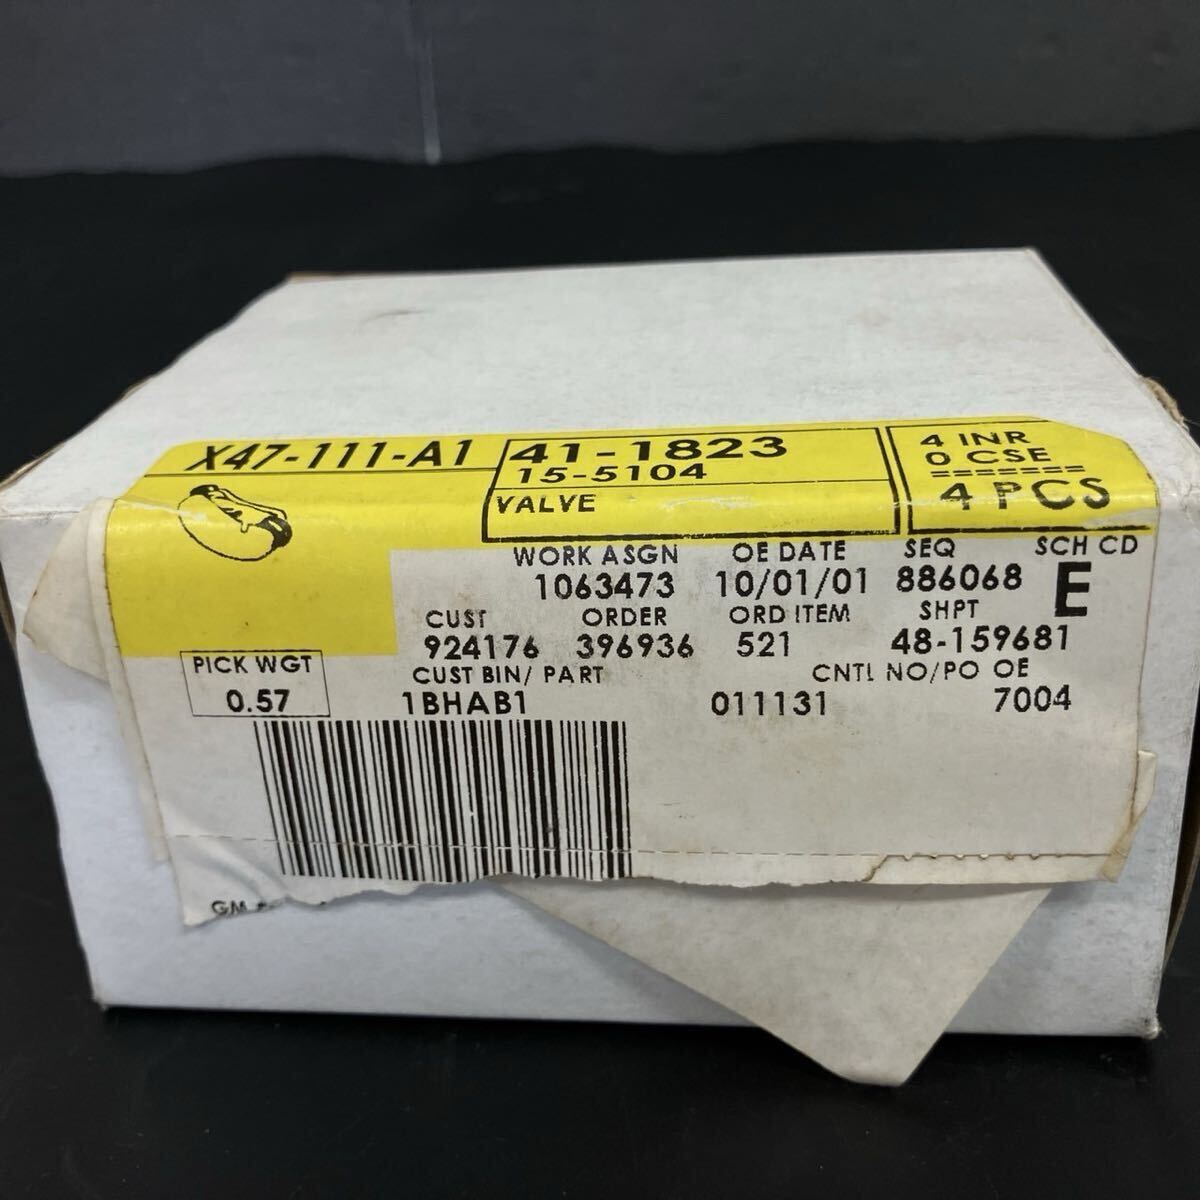 X47-111-A1
41-1823
15-5104
VALVE
4 INR
0 CSE
=======
4 PCS
WORK ASGN OE DATE SEQ SCH CD
1063473 10/01/01 886068 E
CUST ORDER ORD ITEM SHPT
924176 396936 521 48-159681
PICK WGT
0.57
CUST BIN/ PART CNTL NO/PO OE
1BHAB1 011131 7004
GM